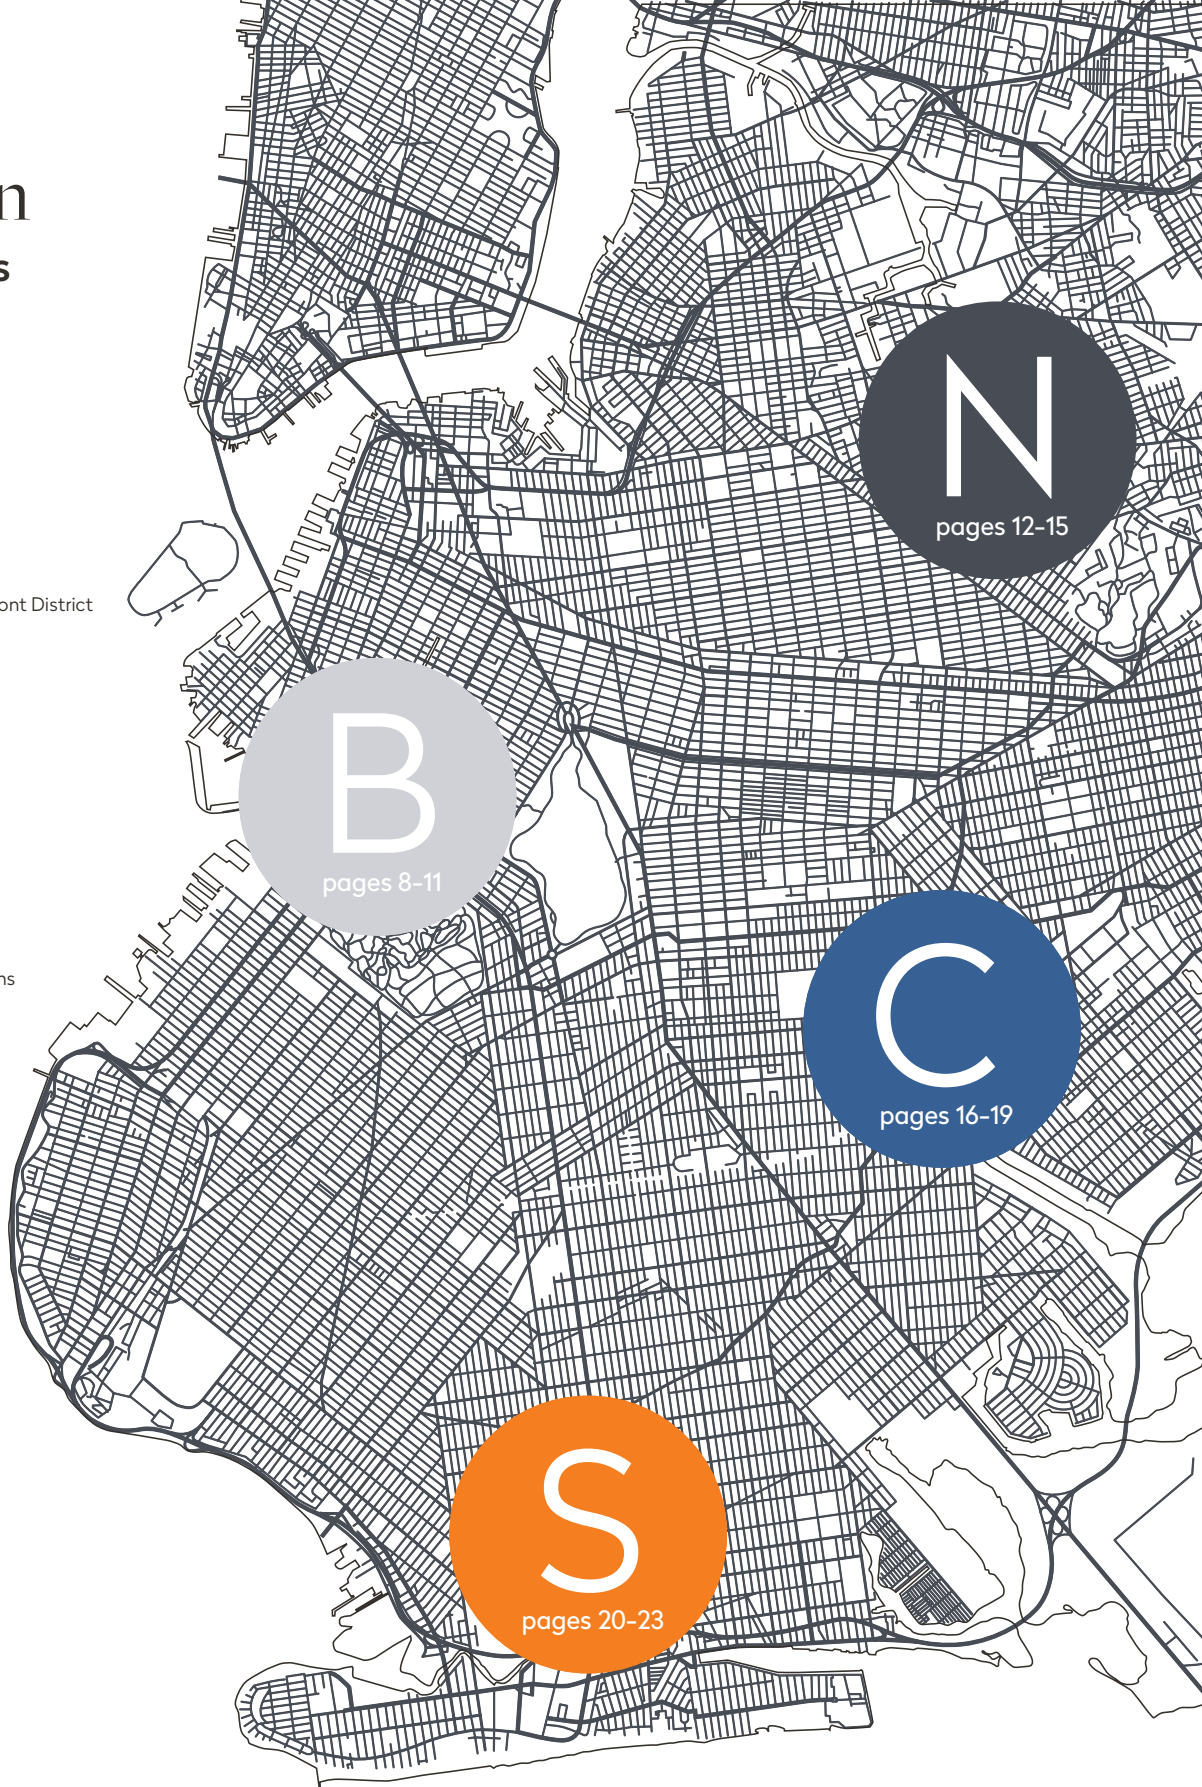 n
s
N
pages 12-15
ont District
B
pages 8-11
C
pages 16-19
ns
S
pages 20-23